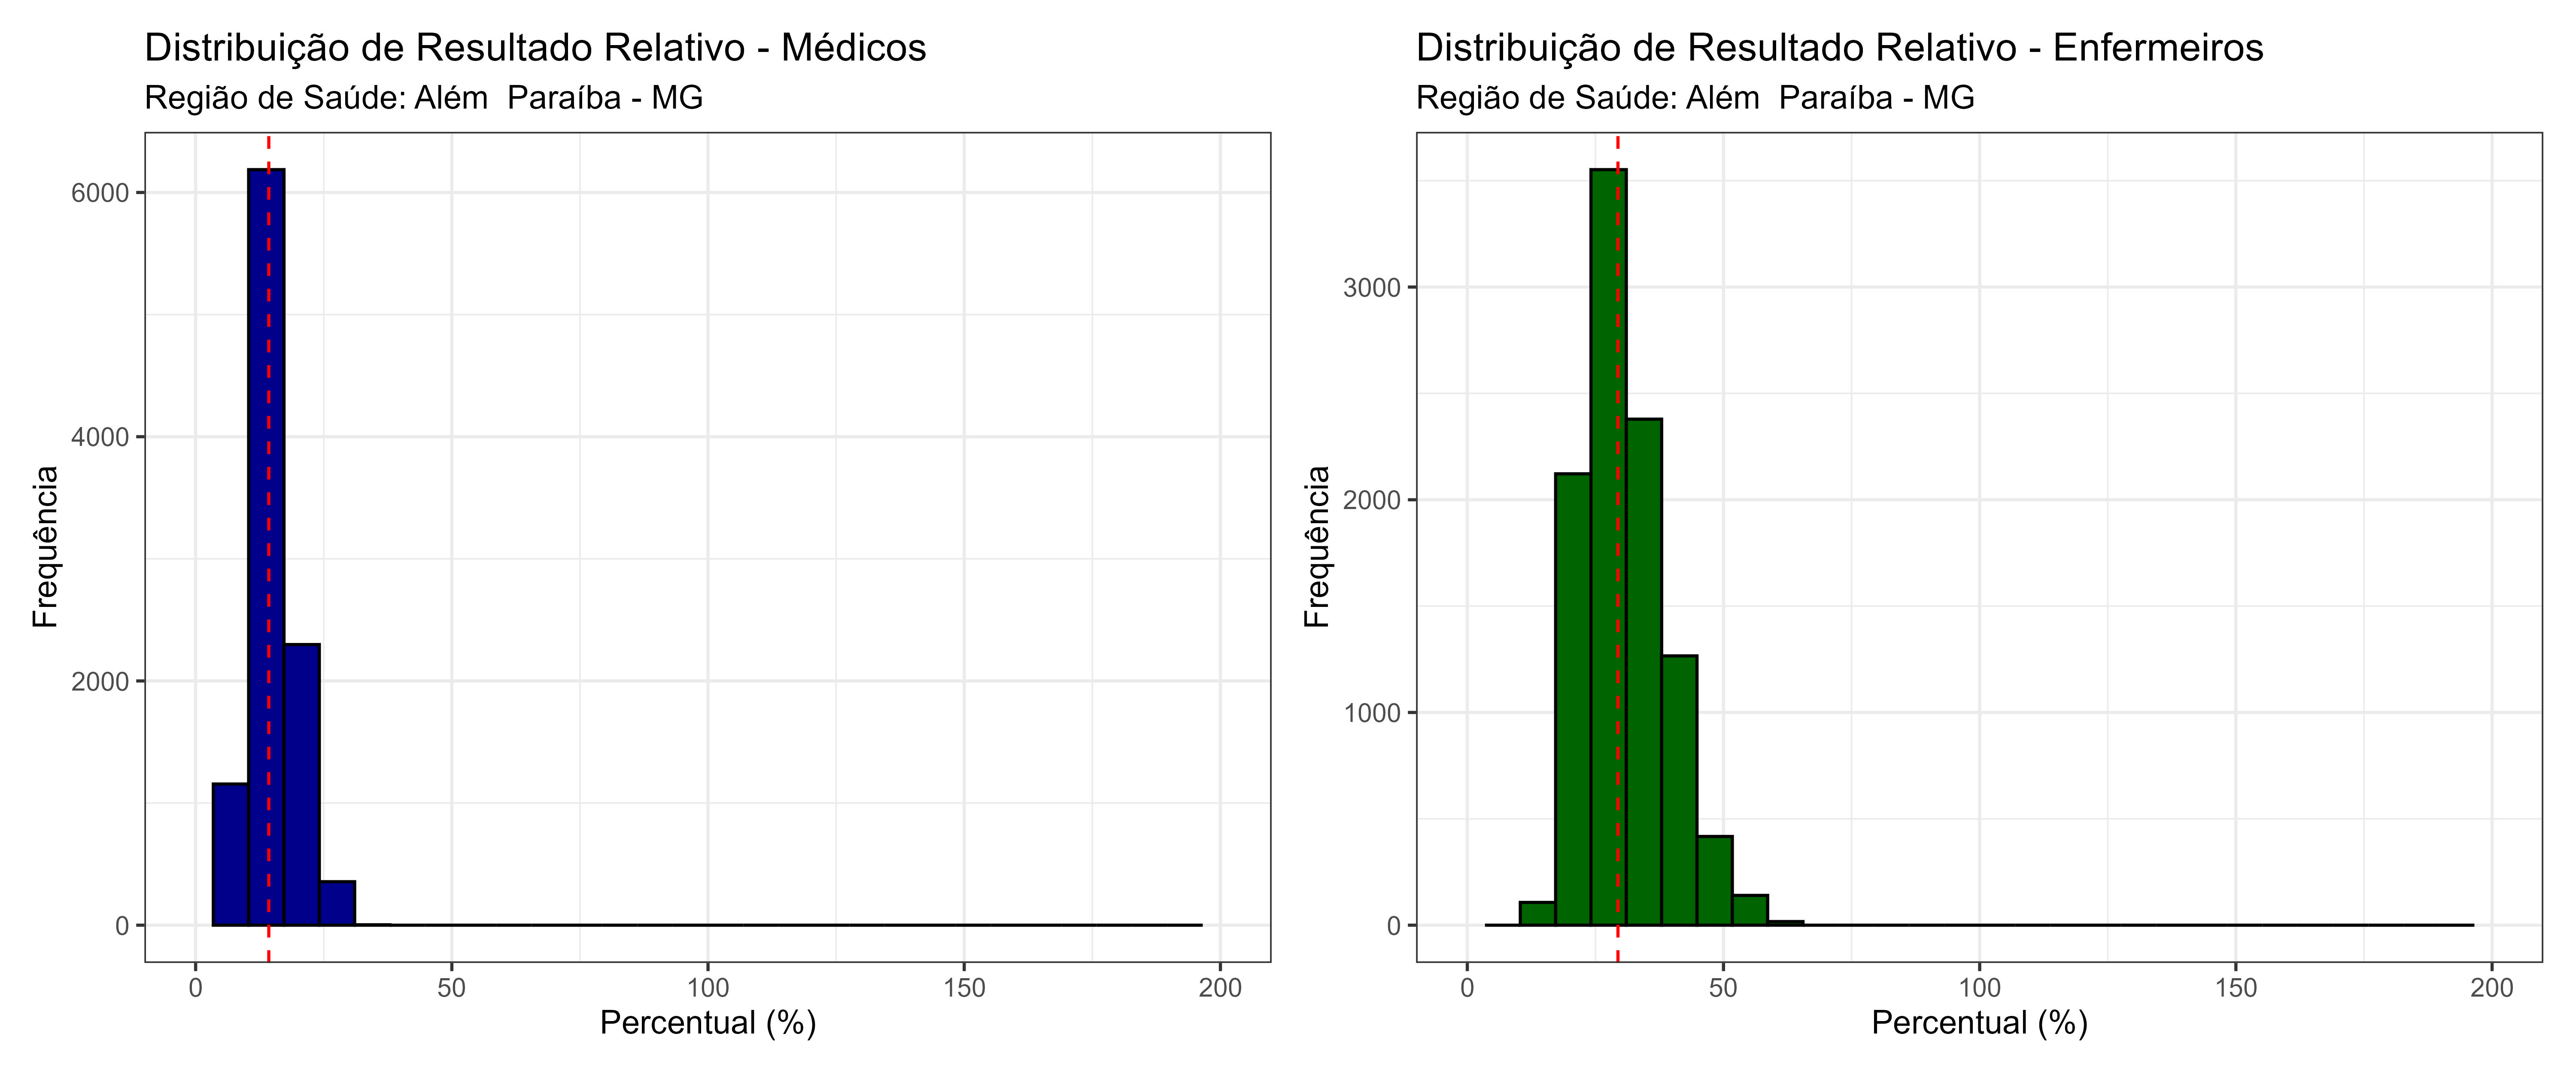 Distribuição de Resultado Relativo - Médicos
Região de Saúde: Além  Paraíba - MG
6000
4000
2000
0
Frequência
0 50 100 150 200
Percentual (%)
Distribuição de Resultado Relativo - Enfermeiros
Região de Saúde: Além  Paraíba - MG
3000
2000
1000
0
Frequência
0 50 100 150 200
Percentual (%)